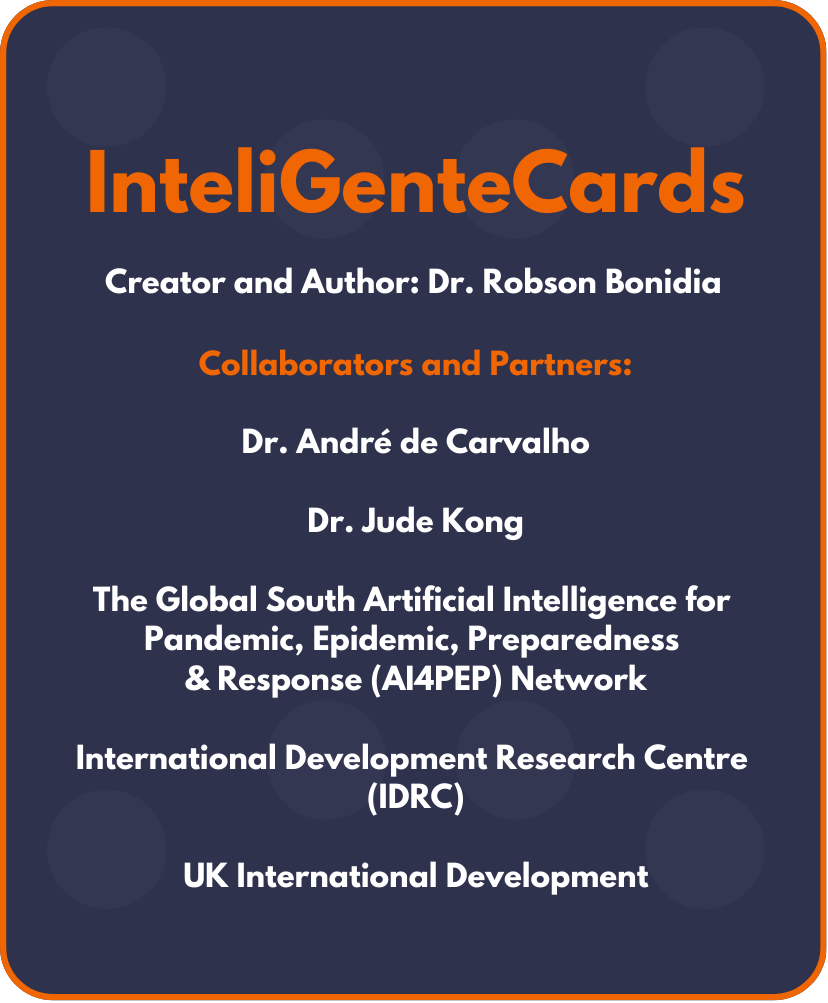 InteliGenteCards
Creator and Author: Dr. Robson Bonidia
Collaborators and Partners:
Dr. André de Carvalho
Dr. Jude Kong
The Global South Artificial Intelligence for
Pandemic, Epidemic, Preparedness
& Response (AI4PEP) Network
International Development Research Centre
(IDRC)
UK International Development